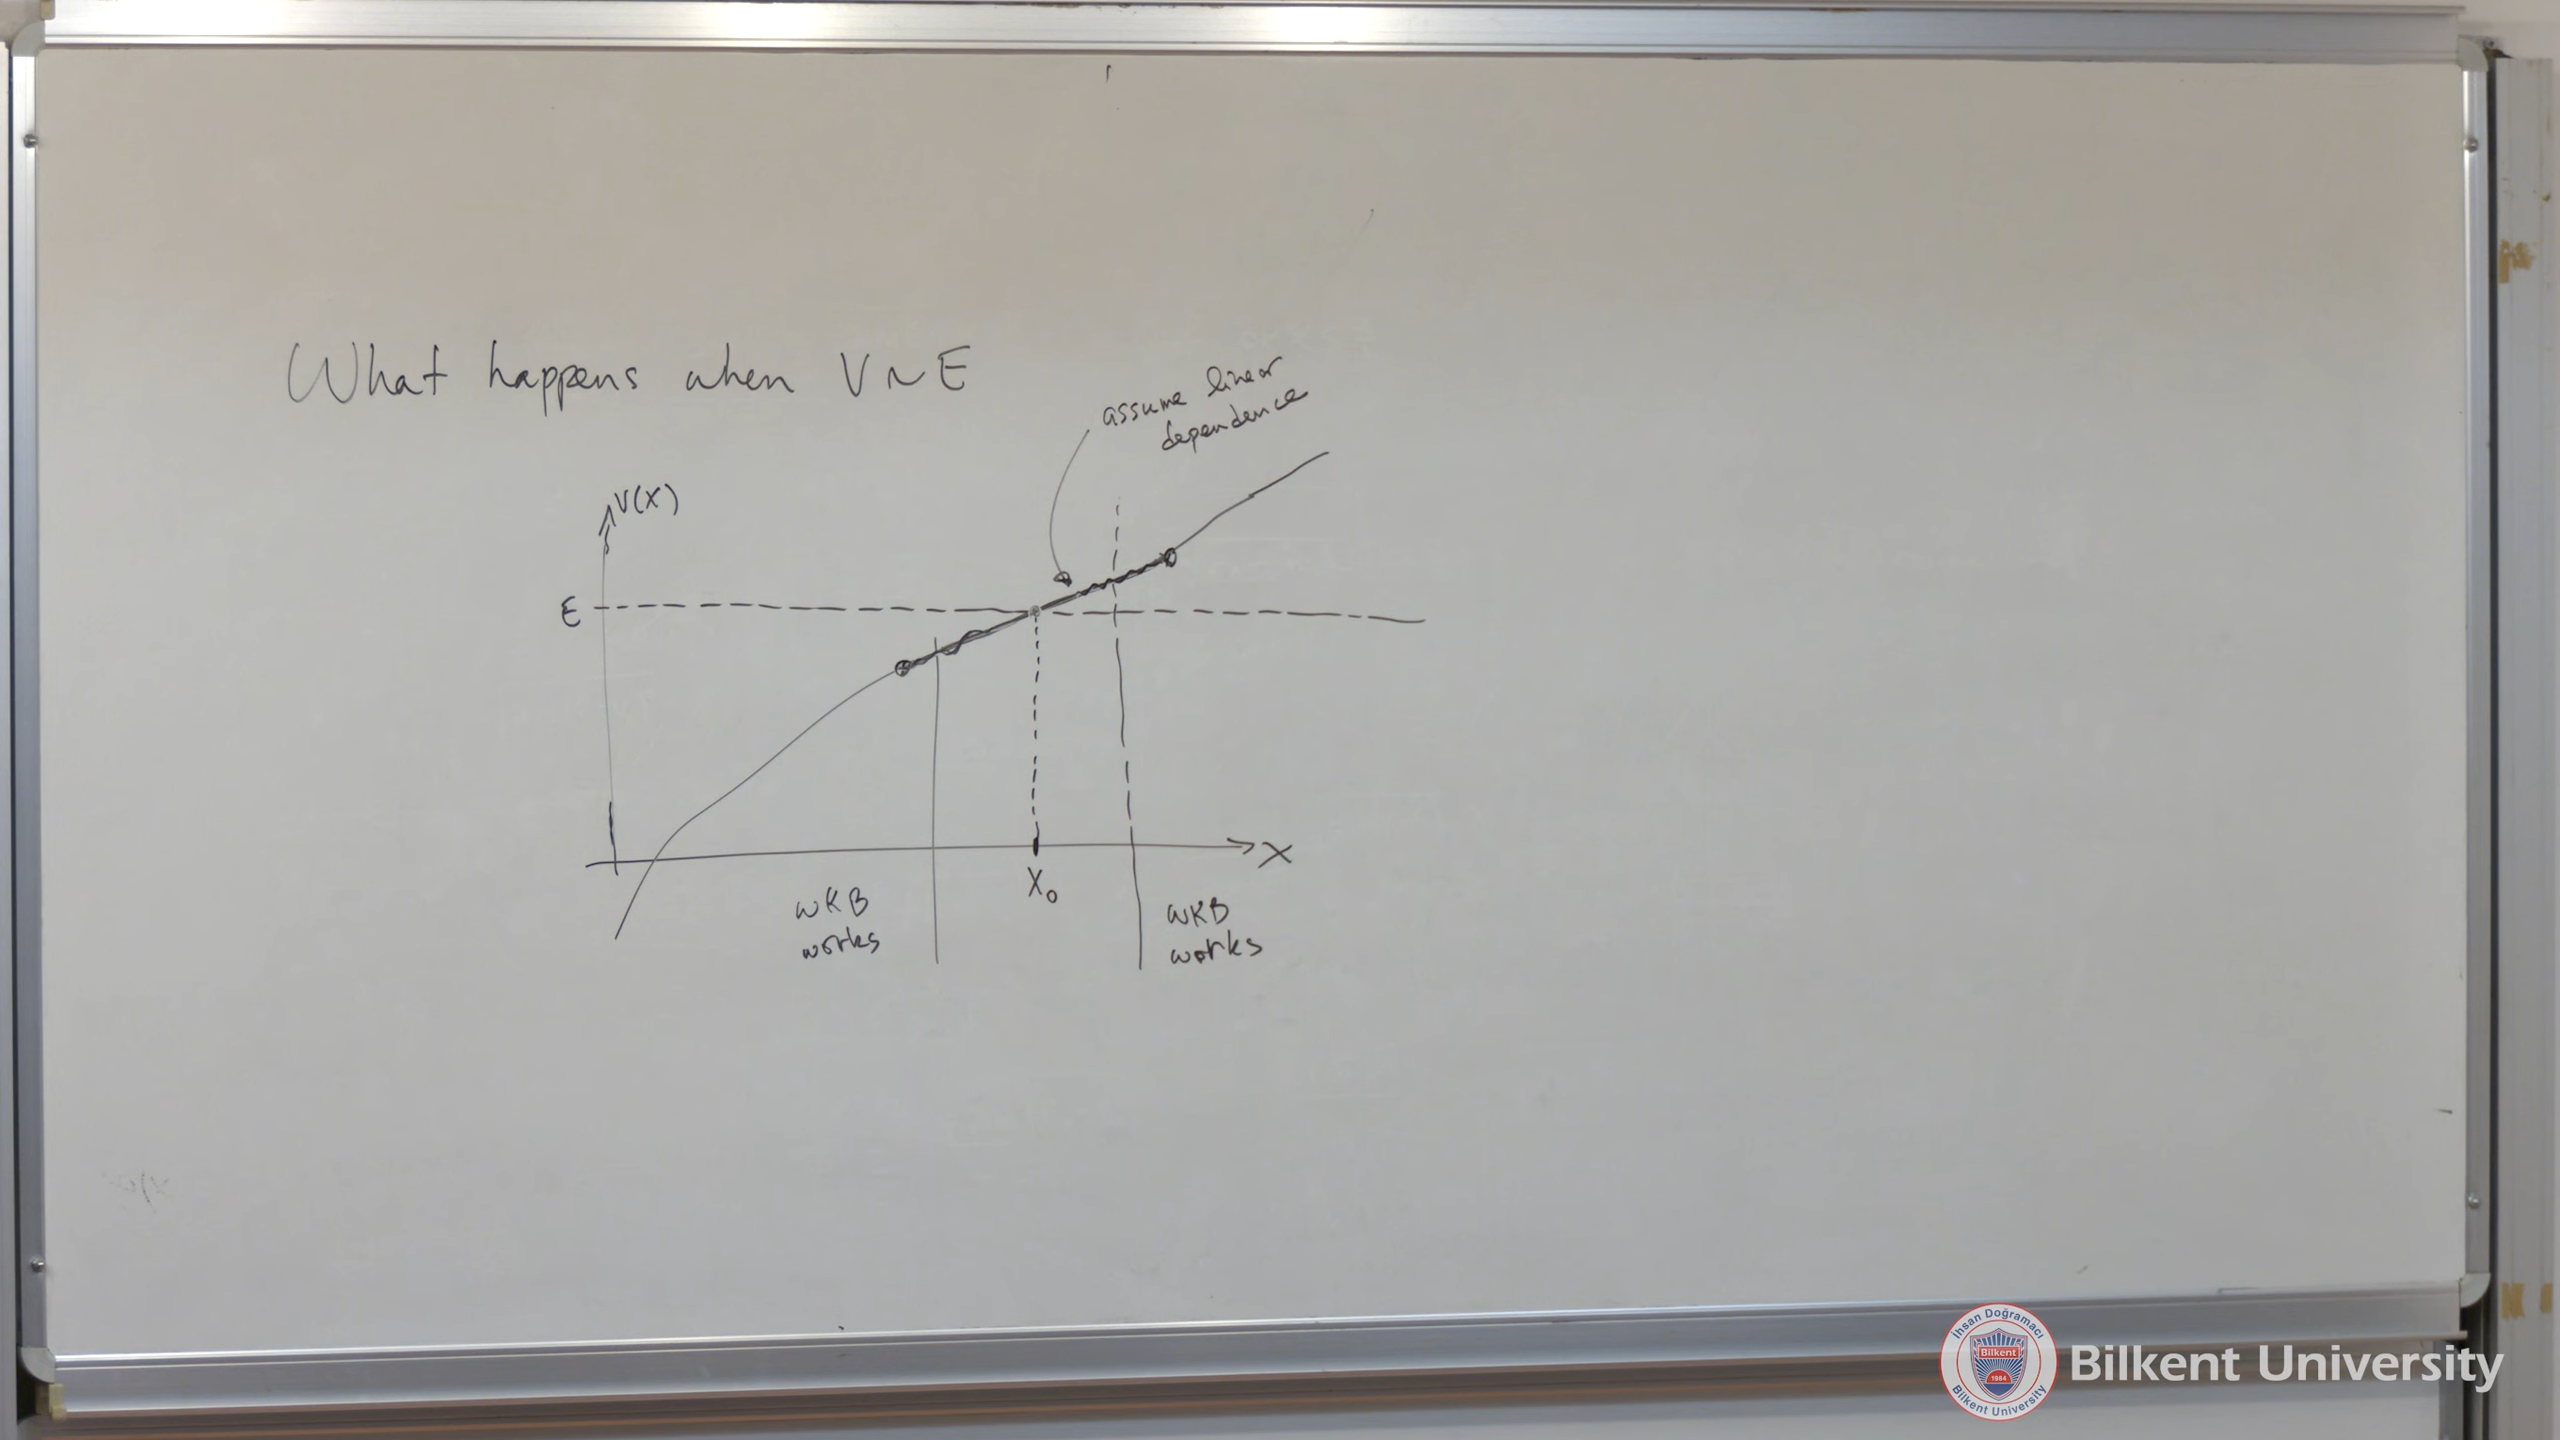 What happens when V ~ E
assume linear
dependence
V(x)
E
x
x₀
WKB
works
WKB
works
İhsan Doğramacı
Bilkent
1984
Bilkent University
Bilkent University